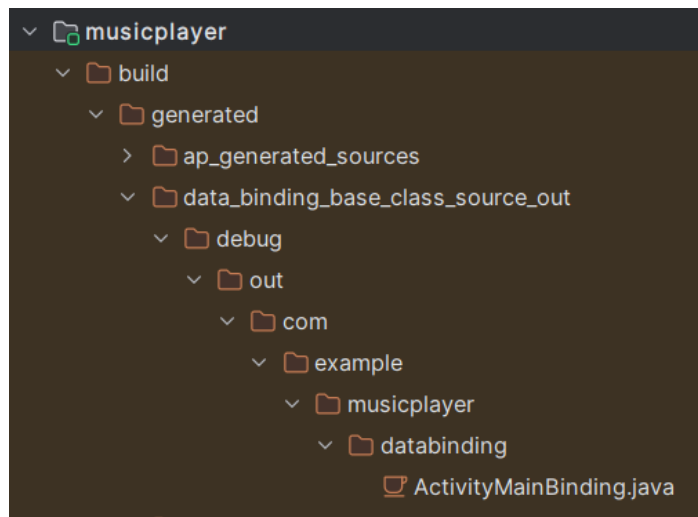 musicplayer
build
generated
ap_generated_sources
data_binding_base_class_source_out
debug
out
com
example
musicplayer
databinding
ActivityMainBinding.java